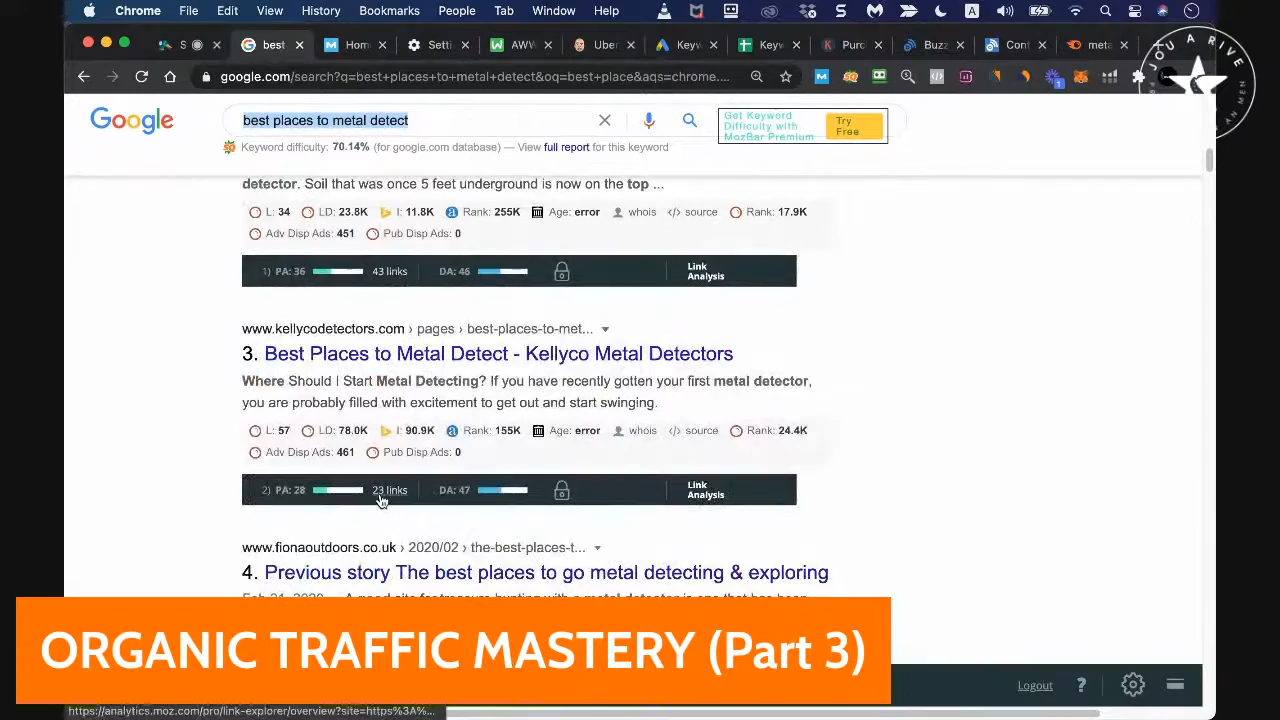 Chrome File Edit View History Bookmarks People Tab Window Help
S best Hom Setti AWW Uber Keyw Keyw Purc Buzz Conf meta
google.com/search?q=best+places+to+metal+detect&oq=best+place&aqs=chrome....
YOU ARRIVE
Google
best places to metal detect
Get Keyword
Difficulty with
MozBar Premium
Try
Free
Keyword difficulty: 70.14% (for google.com database) — View full report for this keyword
detector. Soil that was once 5 feet underground is now on the top ...
L: 34 LD: 23.8K I: 11.8K Rank: 255K Age: error whois </> source Rank: 17.9K
Adv Disp Ads: 451 Pub Disp Ads: 0
1) PA: 36 43 links DA: 46 Link
Analysis
www.kellycodetectors.com › pages › best-places-to-met...
3. Best Places to Metal Detect - Kellyco Metal Detectors
Where Should I Start Metal Detecting? If you have recently gotten your first metal detector,
you are probably filled with excitement to get out and start swinging.
L: 57 LD: 78.0K I: 90.9K Rank: 155K Age: error whois </> source Rank: 24.4K
Adv Disp Ads: 461 Pub Disp Ads: 0
2) PA: 28 23 links DA: 47 Link
Analysis
www.fionaoutdoors.co.uk › 2020/02 › the-best-places-t...
4. Previous story The best places to go metal detecting & exploring
ORGANIC TRAFFIC MASTERY (Part 3)
Logout ?
https://analytics.moz.com/pro/link-explorer/overview?site=https%3A%...